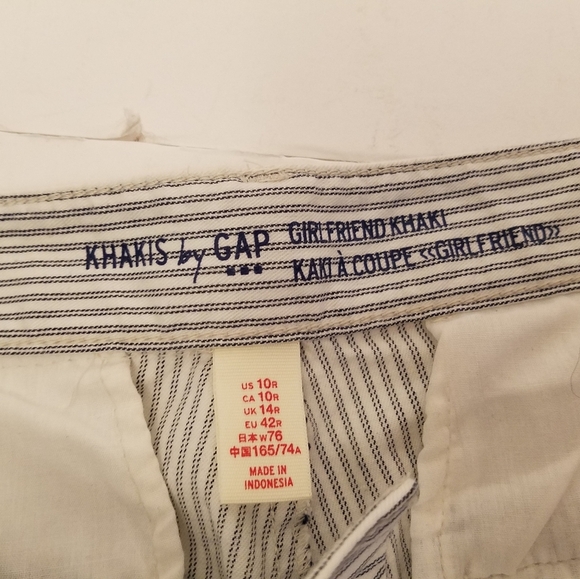 KHAKIS by GAP
GIRLFRIEND KHAKI
KAKI À COUPE <<GIRLFRIEND>>
US 10R
CA 10R
UK 14R
EU 42R
日本 W76
中国 165/74A
MADE IN
INDONESIA